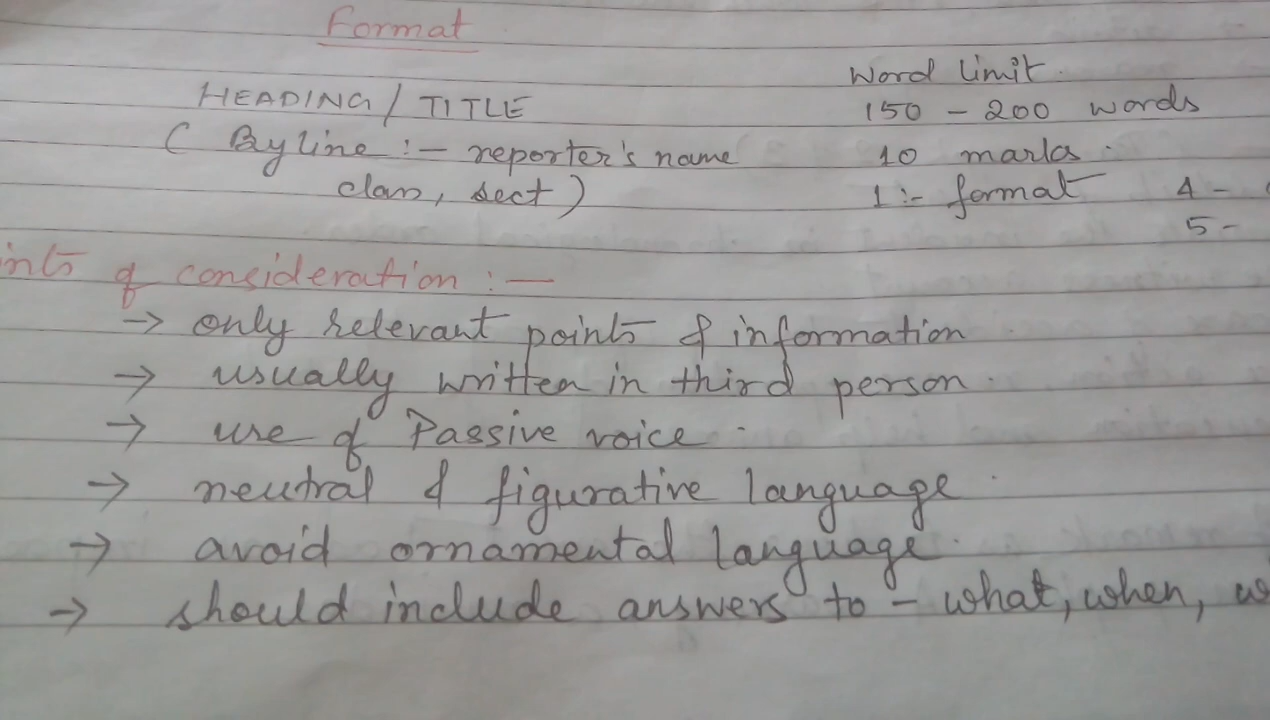 Format
Word limit.
HEADING / TITLE
150 - 200 words
( By line :- reporter's name
10 marks.
class, sect)
1 :- format 4 -
5 -
of consideration :-
→ only relevant points & information
→ usually written in third person.
→ use of Passive voice.
→ neutral & figurative language.
→ avoid ornamental language.
→ should include answers to - what, when,